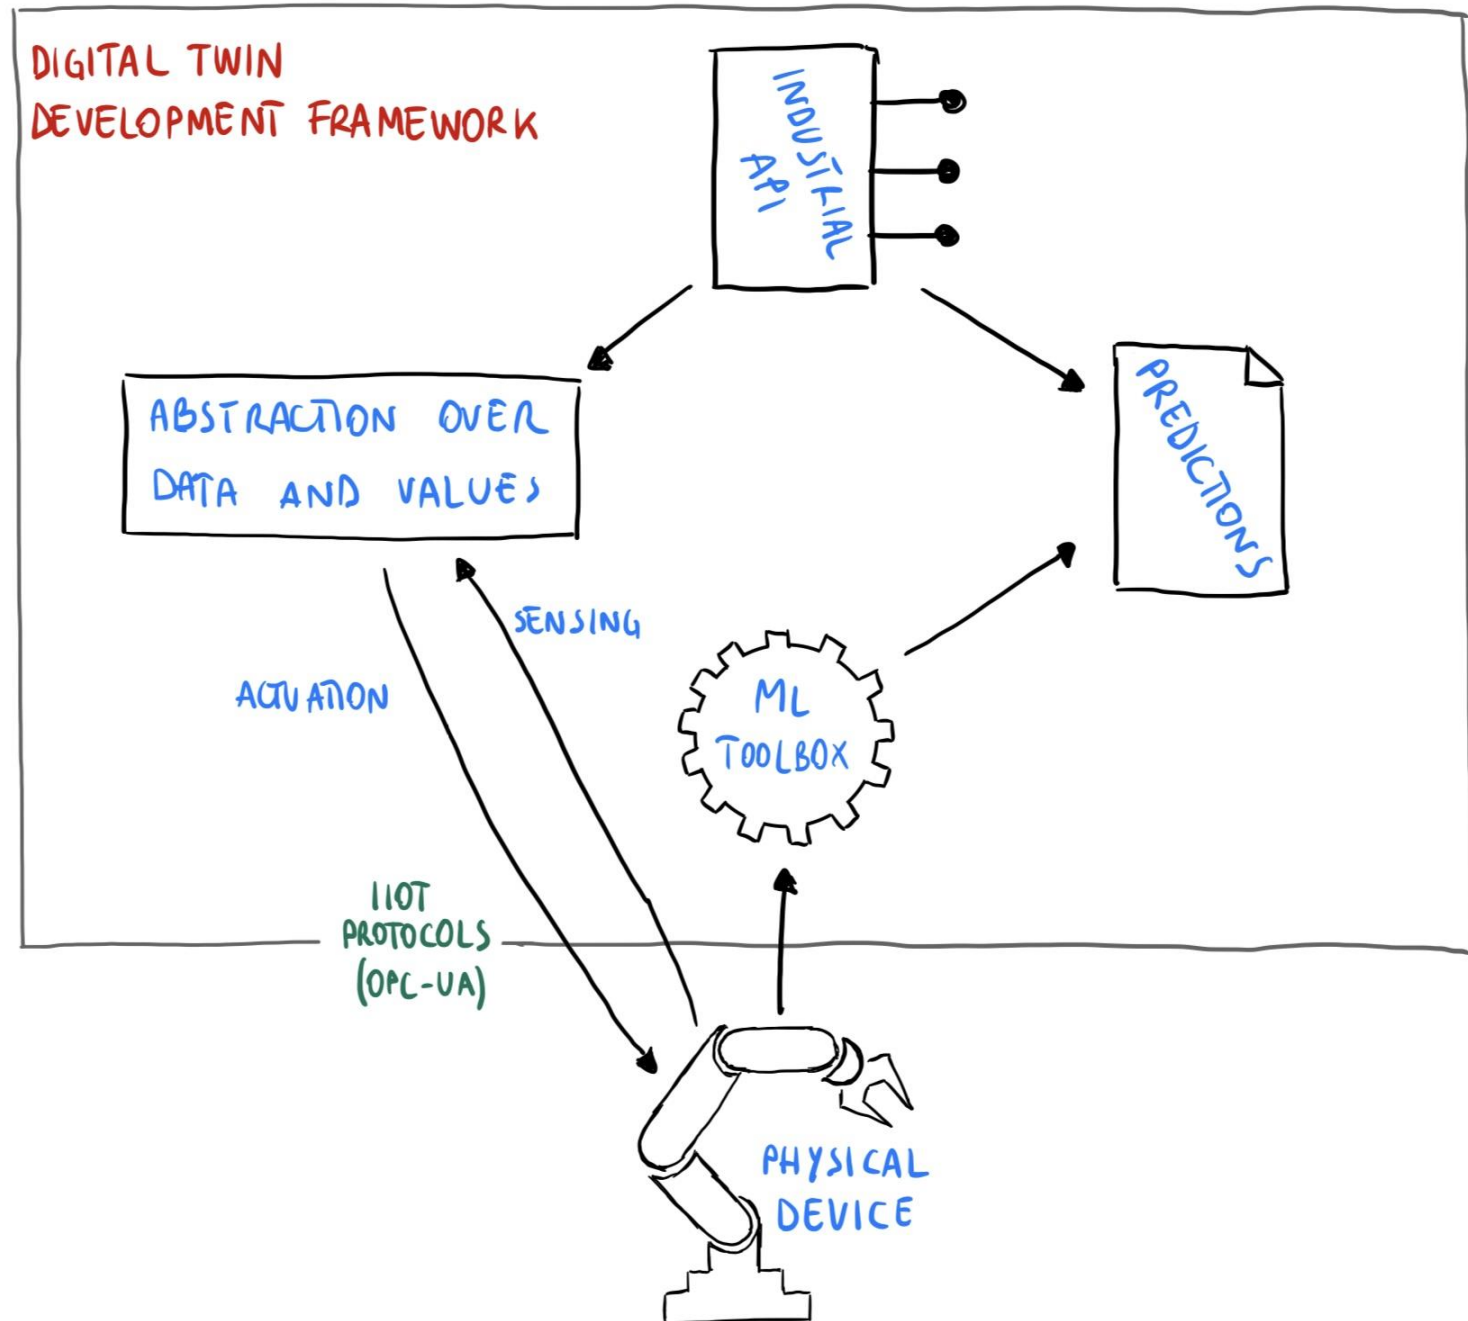 DIGITAL TWIN
DEVELOPMENT FRAMEWORK
INDUSTRIAL
API
ABSTRACTION OVER
DATA AND VALUES
PREDICTIONS
SENSING
ACTUATION
ML
TOOLBOX
IIOT
PROTOCOLS
(OPC-UA)
PHYSICAL
DEVICE